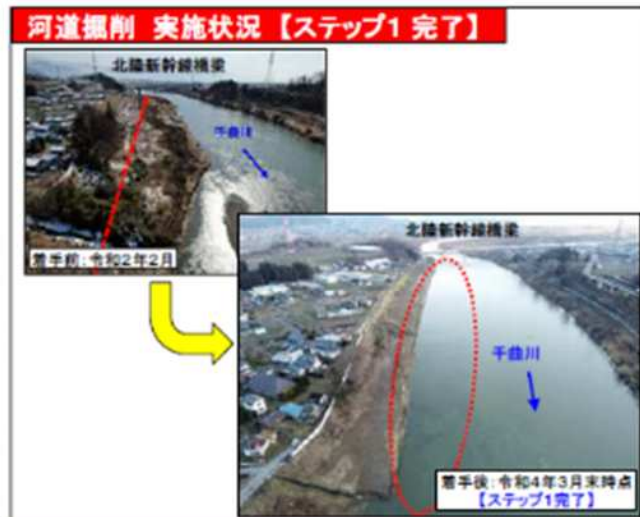 河道掘削 実施状況 【ステップ1 完了】
北陸新幹線橋梁
千曲川
着手前：令和2年2月
北陸新幹線橋梁
千曲川
着手後：令和4年3月末時点
【ステップ1完了】